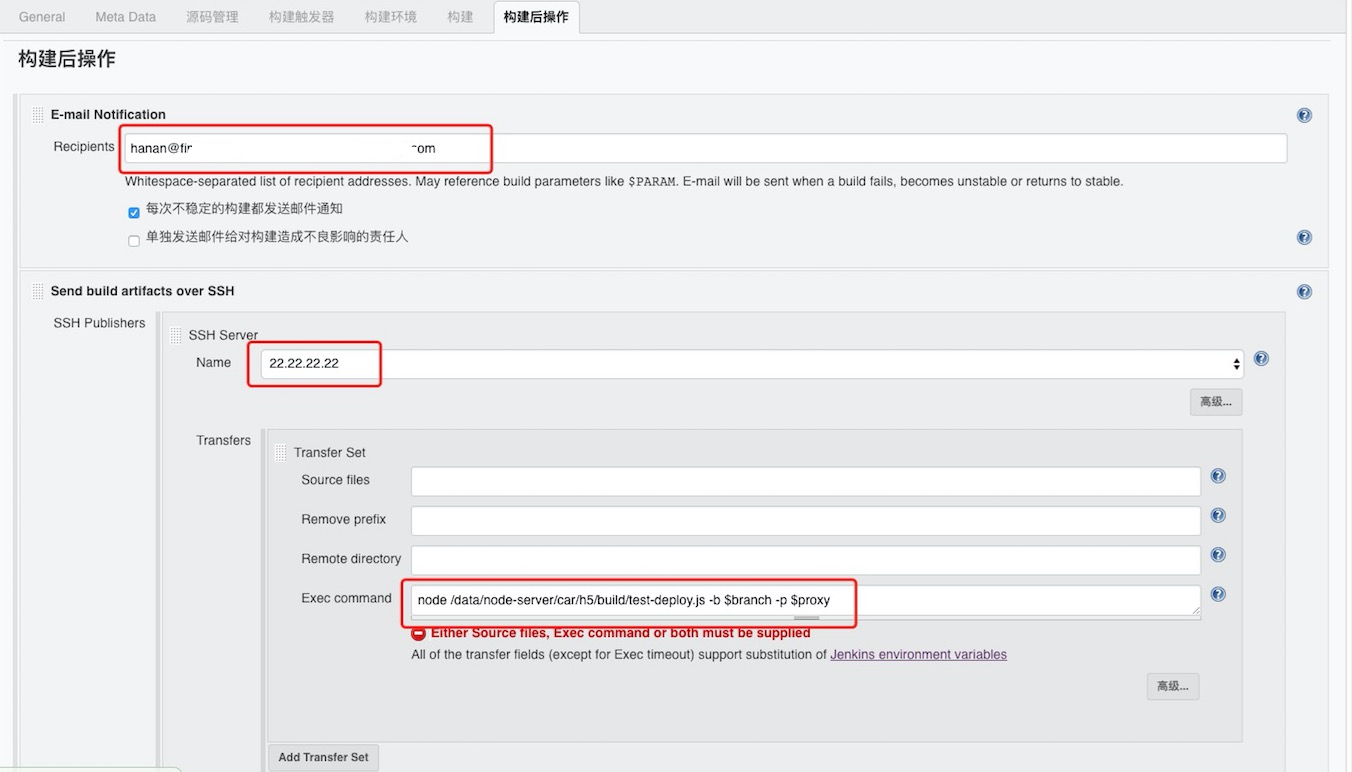 General Meta Data 源码管理 构建触发器 构建环境 构建 构建后操作
构建后操作
E-mail Notification
Recipients hanan@fir com
Whitespace-separated list of recipient addresses. May reference build parameters like $PARAM. E-mail will be sent when a build fails, becomes unstable or returns to stable.
每次不稳定的构建都发送邮件通知
单独发送邮件给对构建造成不良影响的责任人
Send build artifacts over SSH
SSH Publishers
SSH Server
Name 22.22.22.22
高级...
Transfers
Transfer Set
Source files
Remove prefix
Remote directory
Exec command node /data/node-server/car/h5/build/test-deploy.js -b $branch -p $proxy
Either Source files, Exec command or both must be supplied
All of the transfer fields (except for Exec timeout) support substitution of Jenkins environment variables
高级...
Add Transfer Set